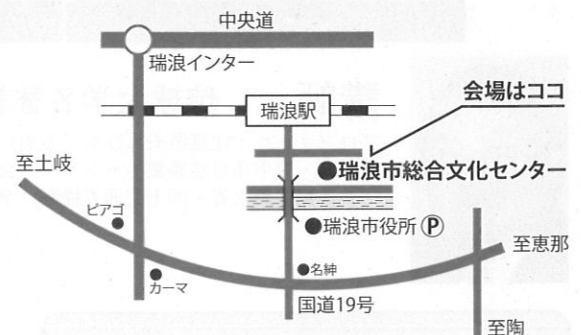 中央道
瑞浪インター
瑞浪駅
会場はココ
至土岐
瑞浪市総合文化センター
ピアゴ
瑞浪市役所 P
至恵那
カーマ
名紳
国道19号
至陶